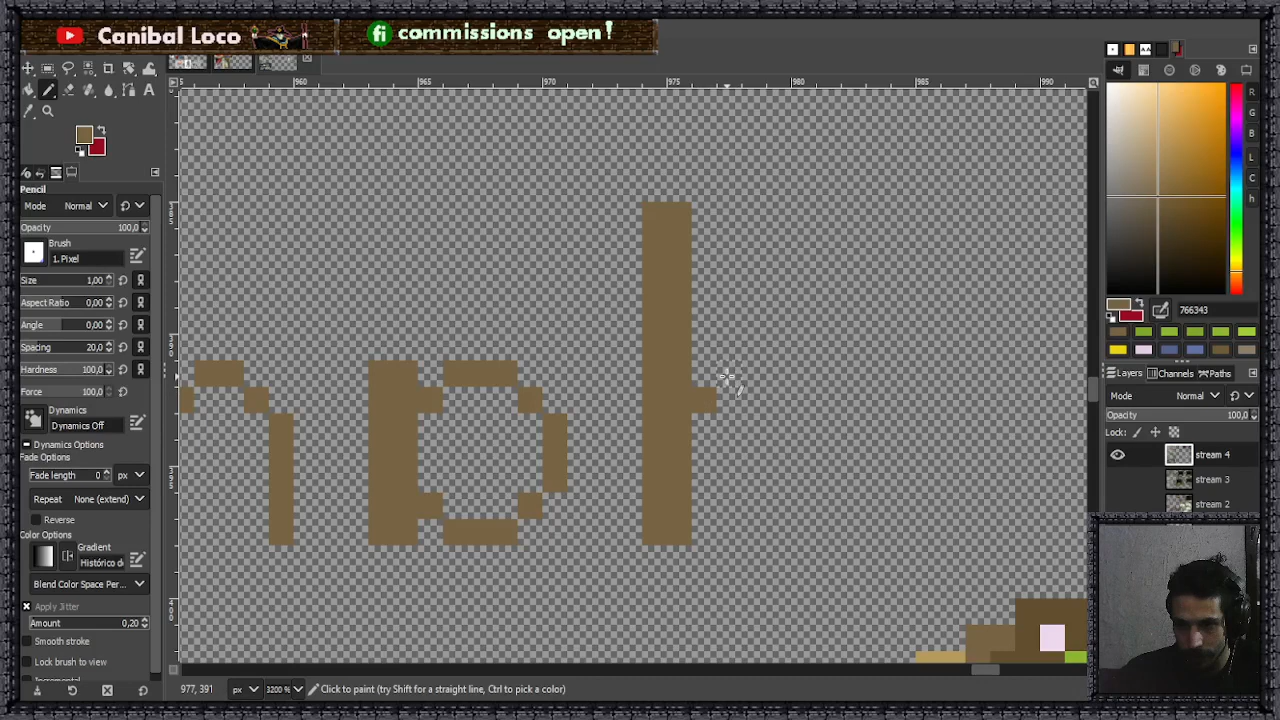 Canibal Loco
fi commissions open!
960 965 970 975 980 985 990
Pencil
Mode Normal
Opacity 100,0
Brush
1. Pixel
Size 1,00
Aspect Ratio 0,00
Angle 0,00
Spacing 20,0
Hardness 100,0
Force 100,0
Dynamics
Dynamics Off
Dynamics Options
Fade Options
Fade length 0 px
Repeat None (extend)
Reverse
Color Options
Gradient
Histórico d
Blend Color Space Per...
Apply Jitter
Amount 0,20
Smooth stroke
Lock brush to view
Incremental
977, 391 px 3200 % Click to paint (try Shift for a straight line, Ctrl to pick a color)
R
G
B
L
C
h
766343
Layers Channels Paths
Mode Normal
Opacity 100,0
Lock:
stream 4
stream 3
stream 2